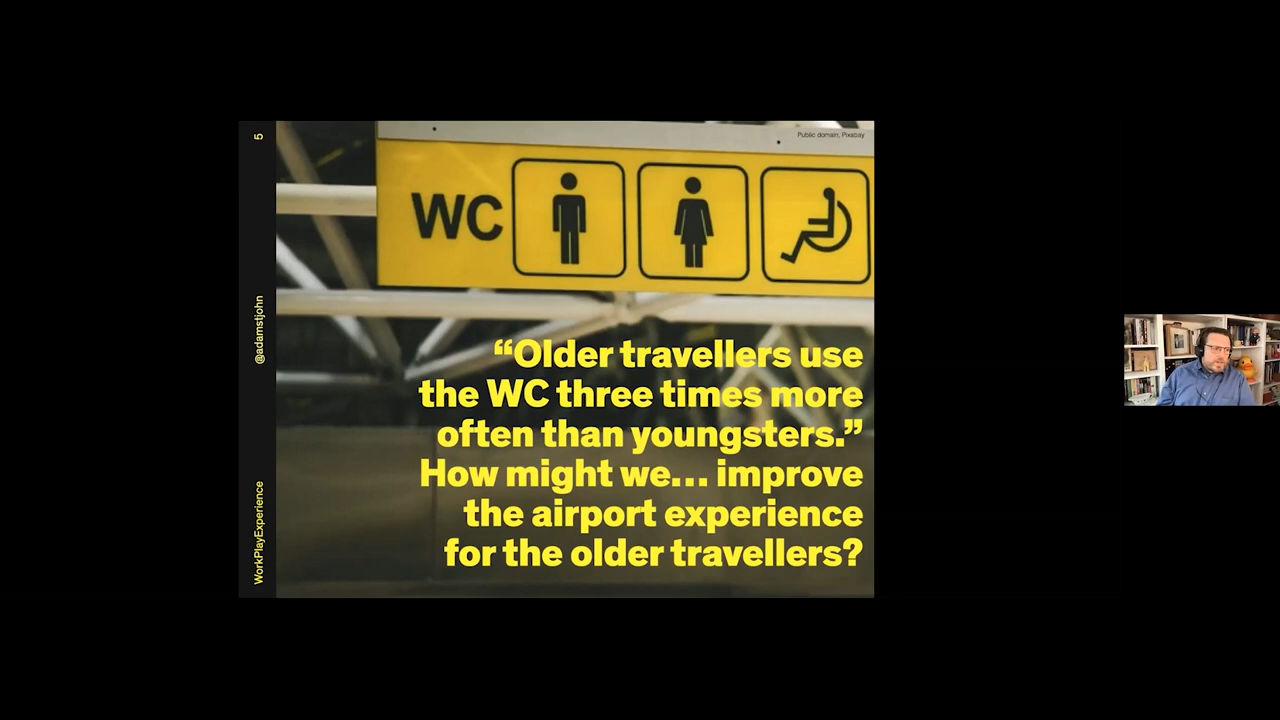 5
@adamstjohn
WorkPlayExperience
Public domain, Pixabay
WC
“Older travellers use
the WC three times more
often than youngsters.”
How might we... improve
the airport experience
for the older travellers?